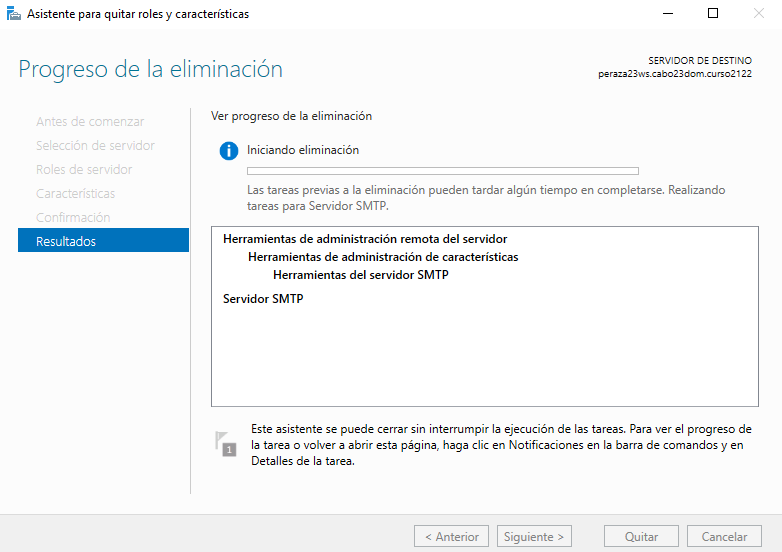 Asistente para quitar roles y características
Progreso de la eliminación
SERVIDOR DE DESTINO
peraza23ws.cabo23dom.curso2122
Antes de comenzar
Selección de servidor
Roles de servidor
Características
Confirmación
Resultados
Ver progreso de la eliminación
Iniciando eliminación
Las tareas previas a la eliminación pueden tardar algún tiempo en completarse. Realizando
tareas para Servidor SMTP.
Herramientas de administración remota del servidor
Herramientas de administración de características
Herramientas del servidor SMTP
Servidor SMTP
1
Este asistente se puede cerrar sin interrumpir la ejecución de las tareas. Para ver el progreso de
la tarea o volver a abrir esta página, haga clic en Notificaciones en la barra de comandos y en
Detalles de la tarea.
< Anterior
Siguiente >
Quitar
Cancelar